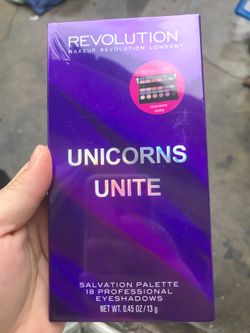 REVOLUTION
MAKEUP REVOLUTION LONDON
Unicorns
Unite
UNICORNS
UNITE
SALVATION PALETTE
18 PROFESSIONAL
EYESHADOWS
NET WT. 0.45 OZ/13 g